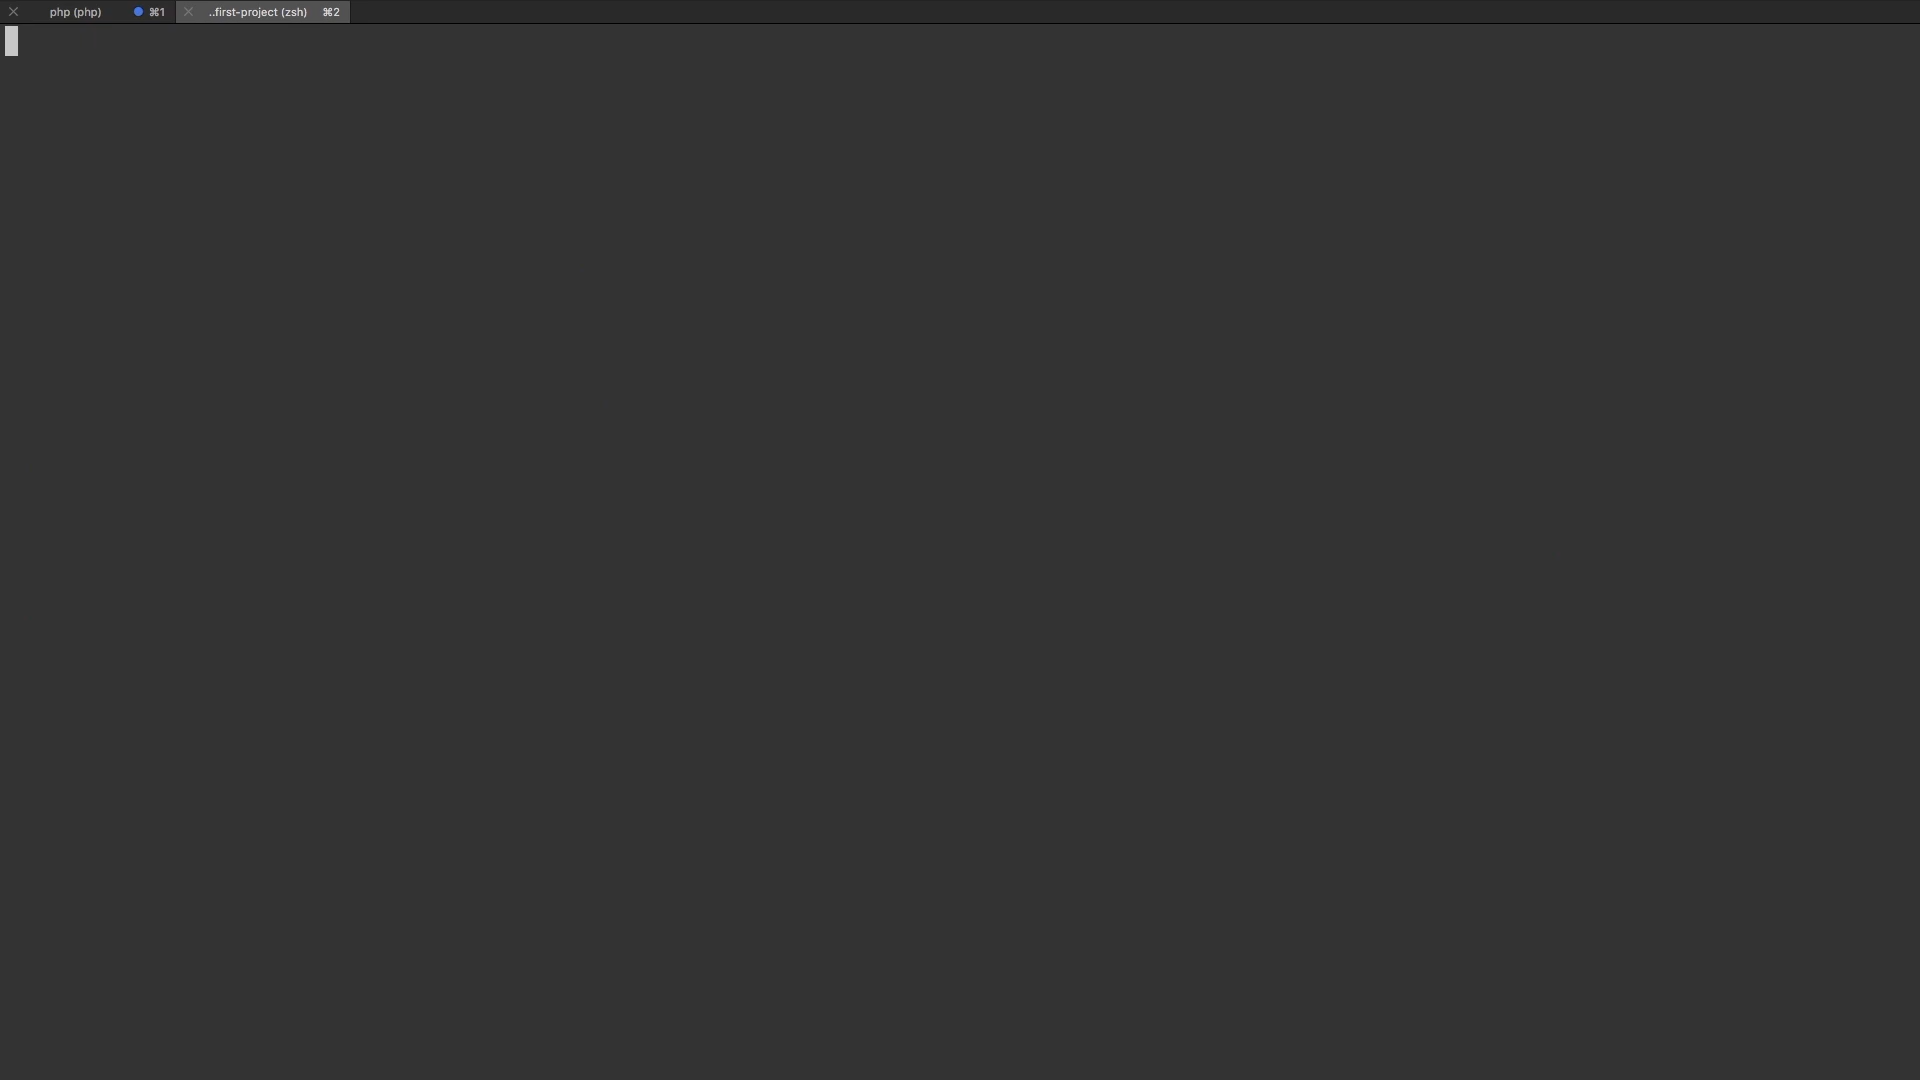 php (php) ⌘1 ..first-project (zsh) ⌘2